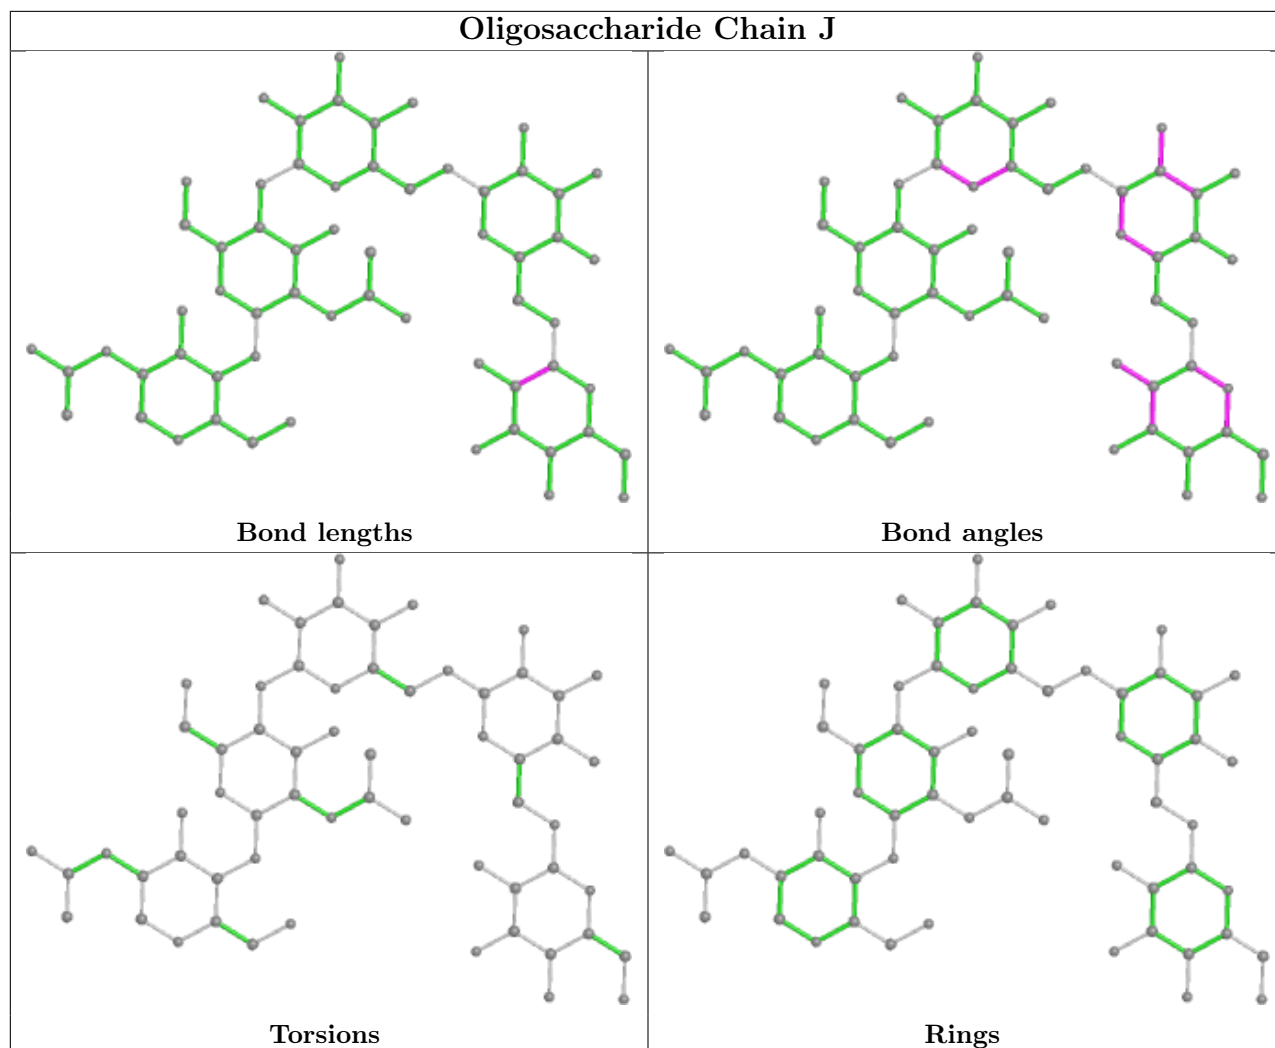 Oligosaccharide Chain J
Bond lengths
Bond angles
Torsions
Rings